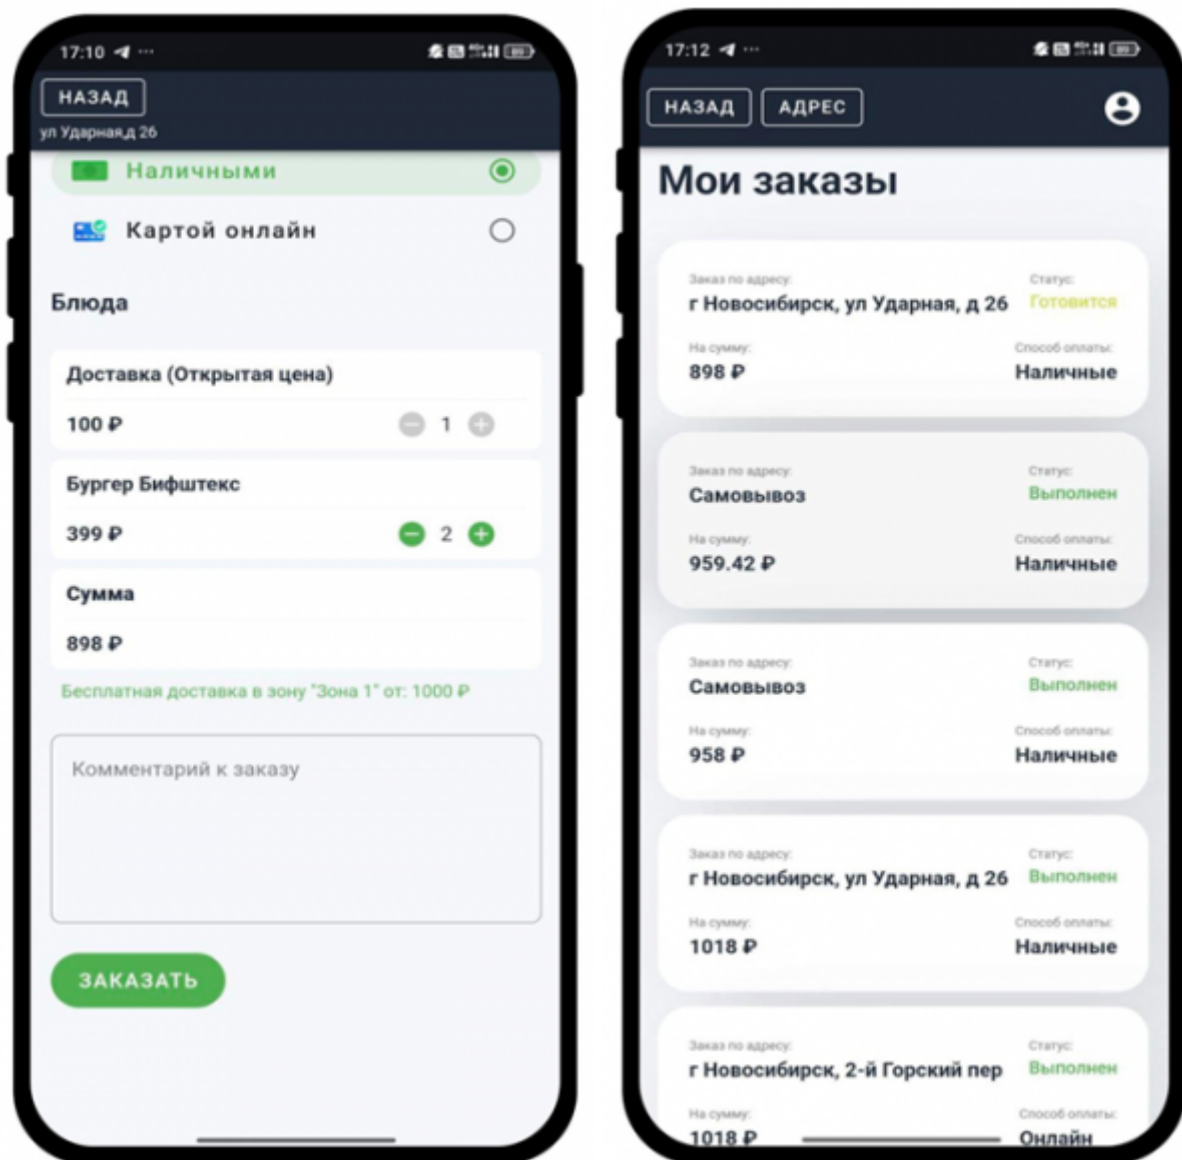 17:10
НАЗАД
ул Ударная,д 26
Наличными
Картой онлайн
Блюда
Доставка (Открытая цена)
100 ₽ 1
Бургер Бифштекс
399 ₽ 2
Сумма
898 ₽
Бесплатная доставка в зону "Зона 1" от: 1000 ₽
Комментарий к заказу
ЗАКАЗАТЬ
17:12
НАЗАД АДРЕС
Мои заказы
Заказ по адресу: Статус:
г Новосибирск, ул Ударная, д 26 Готовится
На сумму: Способ оплаты:
898 ₽ Наличные
Заказ по адресу: Статус:
Самовывоз Выполнен
На сумму: Способ оплаты:
959.42 ₽ Наличные
Заказ по адресу: Статус:
Самовывоз Выполнен
На сумму: Способ оплаты:
958 ₽ Наличные
Заказ по адресу: Статус:
г Новосибирск, ул Ударная, д 26 Выполнен
На сумму: Способ оплаты:
1018 ₽ Наличные
Заказ по адресу: Статус:
г Новосибирск, 2-й Горский пер Выполнен
На сумму: Способ оплаты:
1018 ₽ Онлайн